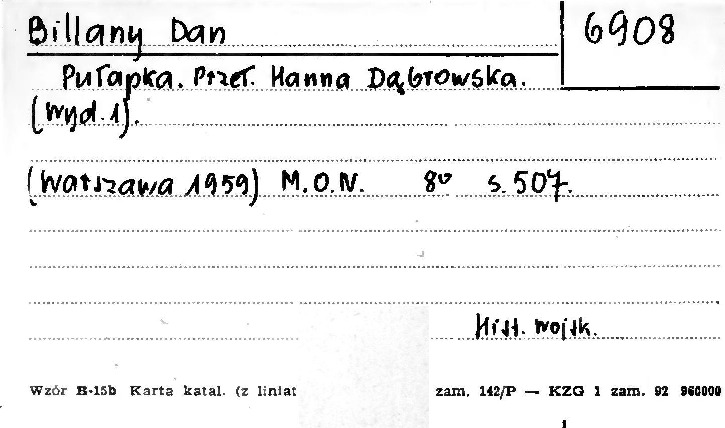 Billany Dan
6908
Pułapka. Przeł. Hanna Dąbrowska.
(Wyd. 1).
(Warszawa 1959) M.O.N. 8º s. 507.
Hist. wojsk.
Wzór B-15b Karta katal. (z liniat zam. 142/P — KZG 1 zam. 92 960000